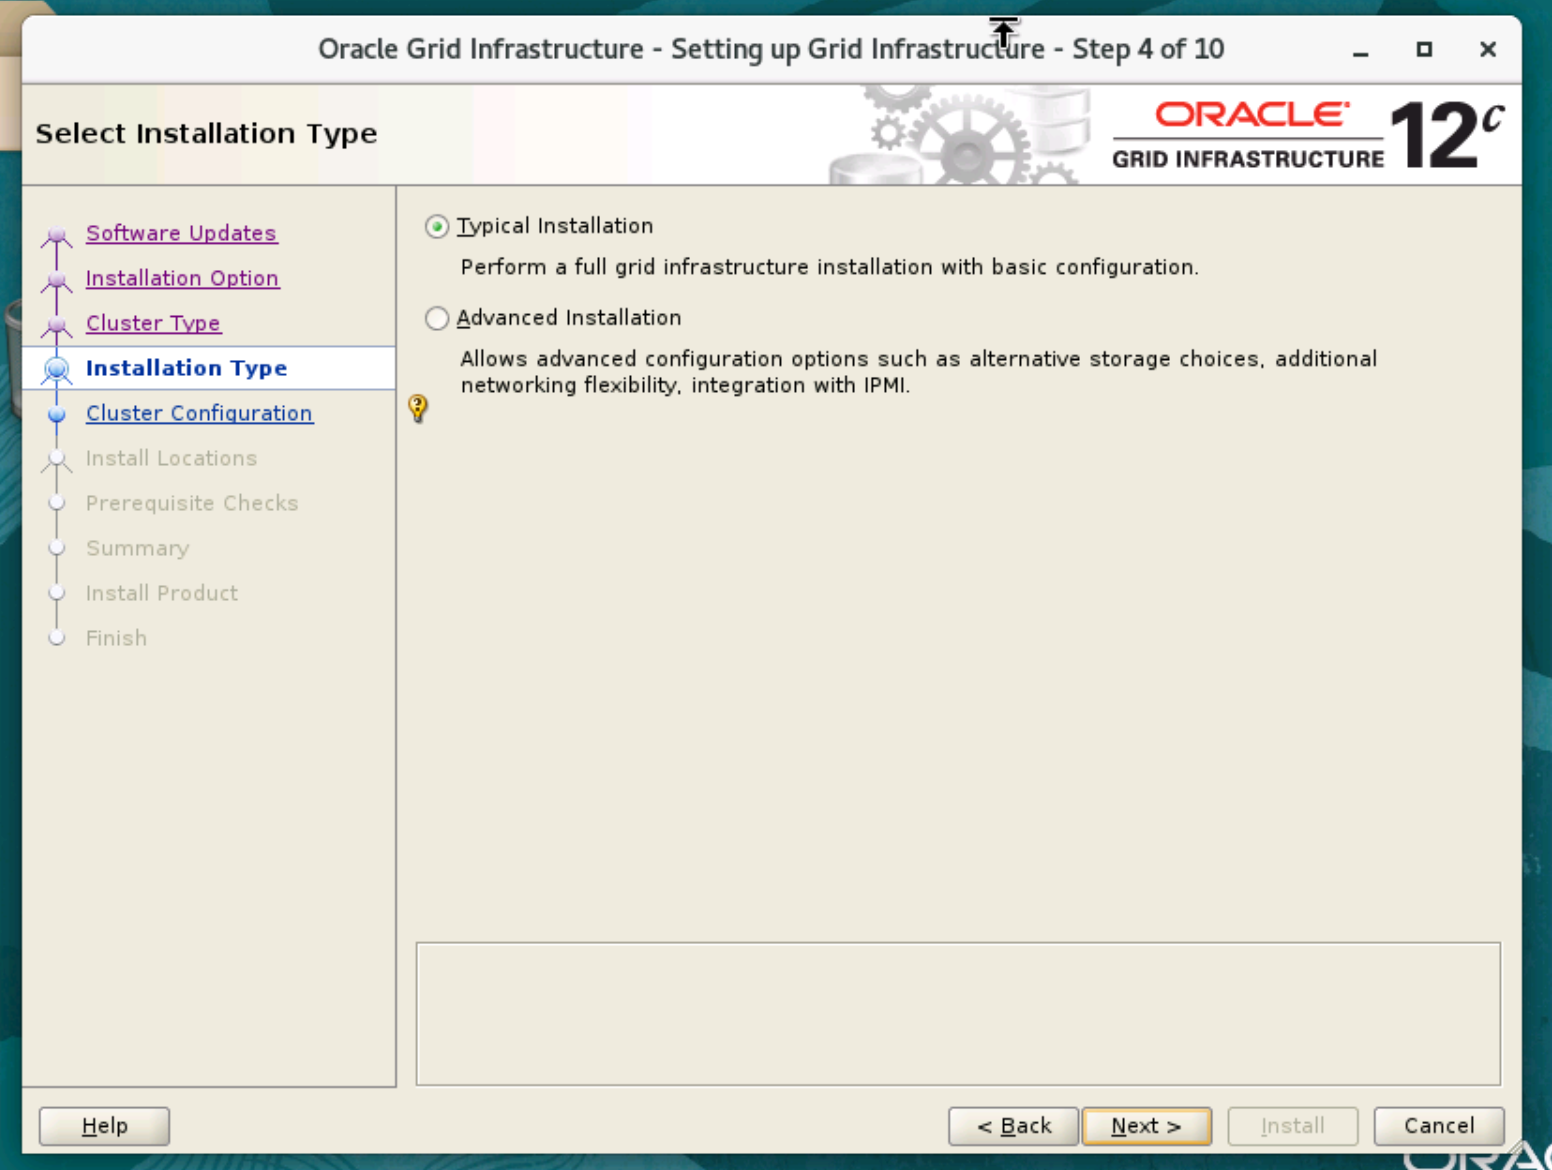 Oracle Grid Infrastructure - Setting up Grid Infrastructure - Step 4 of 10
Select Installation Type
ORACLE
GRID INFRASTRUCTURE
12c
Software Updates
Installation Option
Cluster Type
Installation Type
Cluster Configuration
Install Locations
Prerequisite Checks
Summary
Install Product
Finish
Typical Installation
Perform a full grid infrastructure installation with basic configuration.
Advanced Installation
Allows advanced configuration options such as alternative storage choices, additional
networking flexibility, integration with IPMI.
Help
< Back
Next >
Install
Cancel